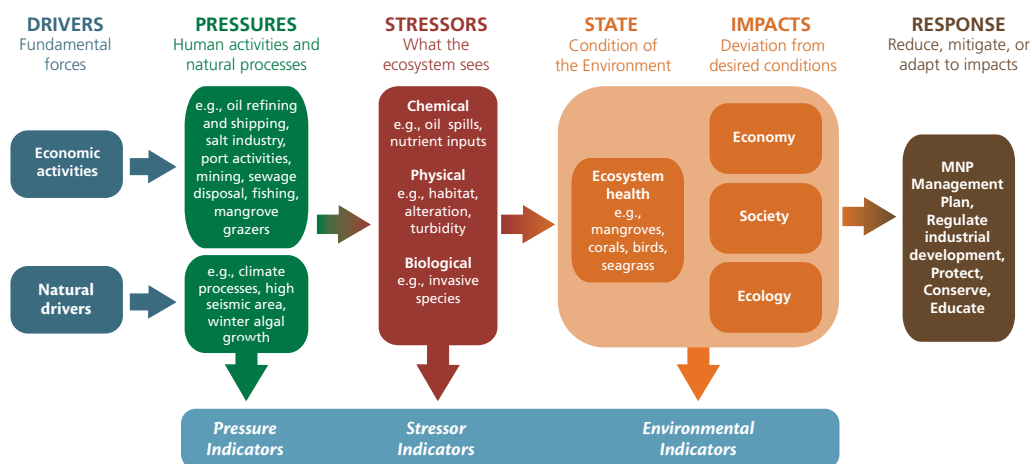 DRIVERS
Fundamental
forces
PRESSURES
Human activities and
natural processes
STRESSORS
What the
ecosystem sees
STATE
Condition of
the Environment
IMPACTS
Deviation from
desired conditions
RESPONSE
Reduce, mitigate, or
adapt to impacts
Economic
activities
Natural
drivers
e.g., oil refining
and shipping,
salt industry,
port activities,
mining, sewage
disposal, fishing,
mangrove
grazers
e.g., climate
processes, high
seismic area,
winter algal
growth
Chemical
e.g., oil spills,
nutrient inputs
Physical
e.g., habitat,
alteration,
turbidity
Biological
e.g., invasive
species
Ecosystem
health
e.g.,
mangroves,
corals, birds,
seagrass
Economy
Society
Ecology
MNP
Management
Plan,
Regulate
industrial
development,
Protect,
Conserve,
Educate
Pressure
Indicators
Stressor
Indicators
Environmental
Indicators